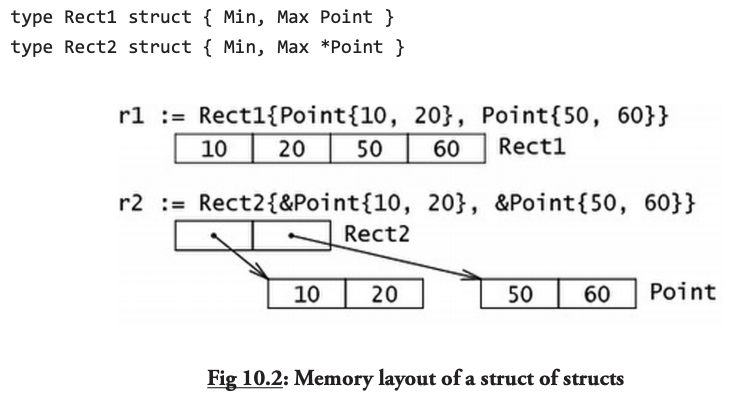 type Rect1 struct { Min, Max Point }
type Rect2 struct { Min, Max *Point }
r1 := Rect1{Point{10, 20}, Point{50, 60}}
10 20 50 60 Rect1
r2 := Rect2{&Point{10, 20}, &Point{50, 60}}
Rect2
10 20 50 60 Point
Fig 10.2: Memory layout of a struct of structs